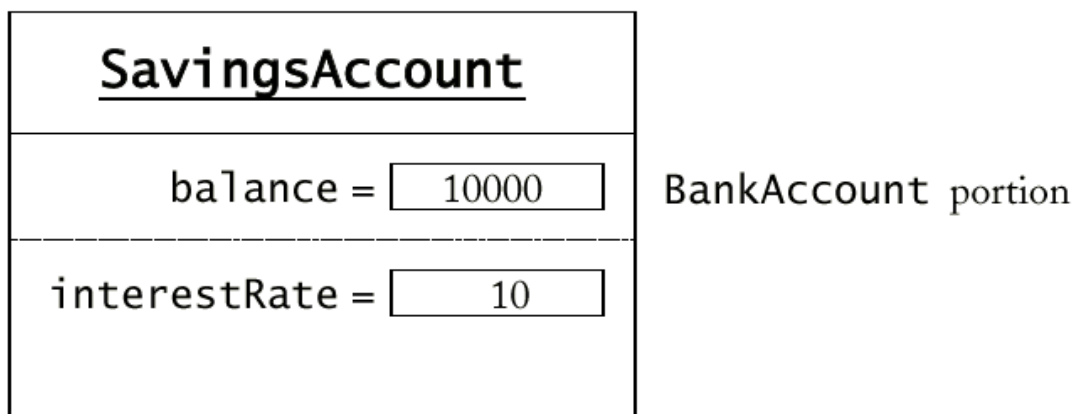 SavingsAccount
balance = 10000 BankAccount portion
interestRate = 10